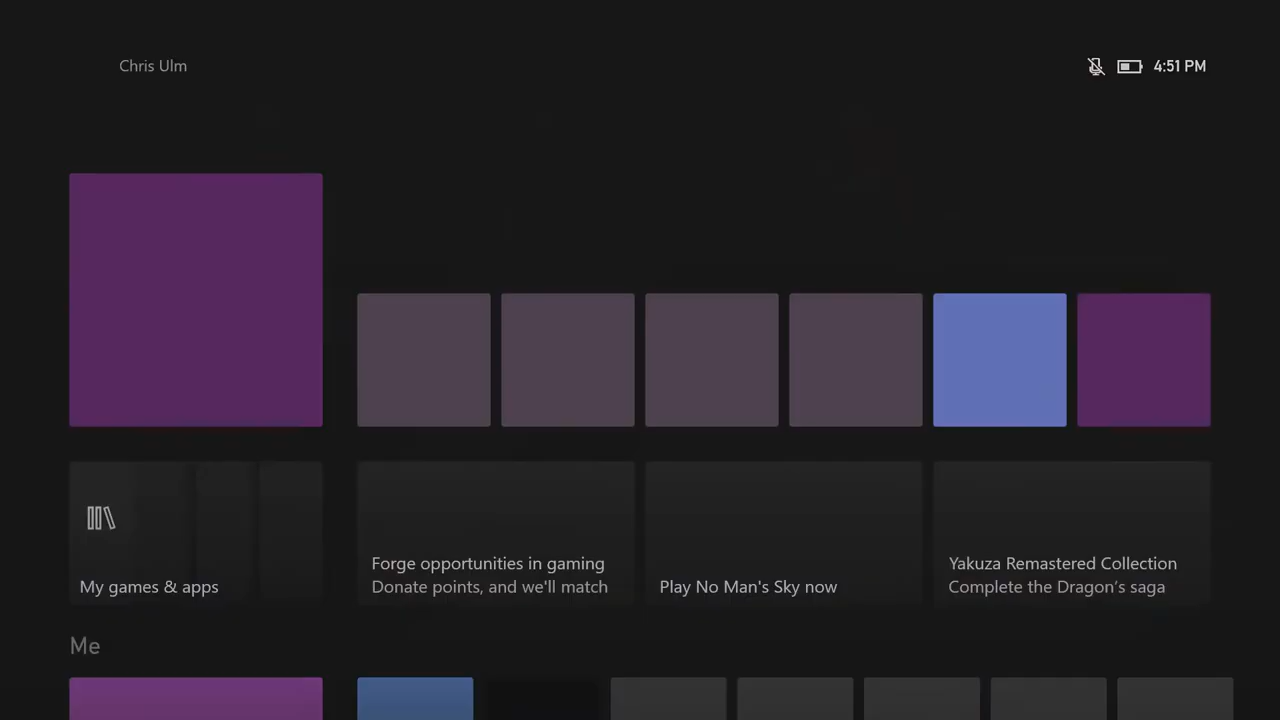 Chris Ulm
4:51 PM
My games & apps
Forge opportunities in gaming
Donate points, and we'll match
Play No Man's Sky now
Yakuza Remastered Collection
Complete the Dragon’s saga
Me